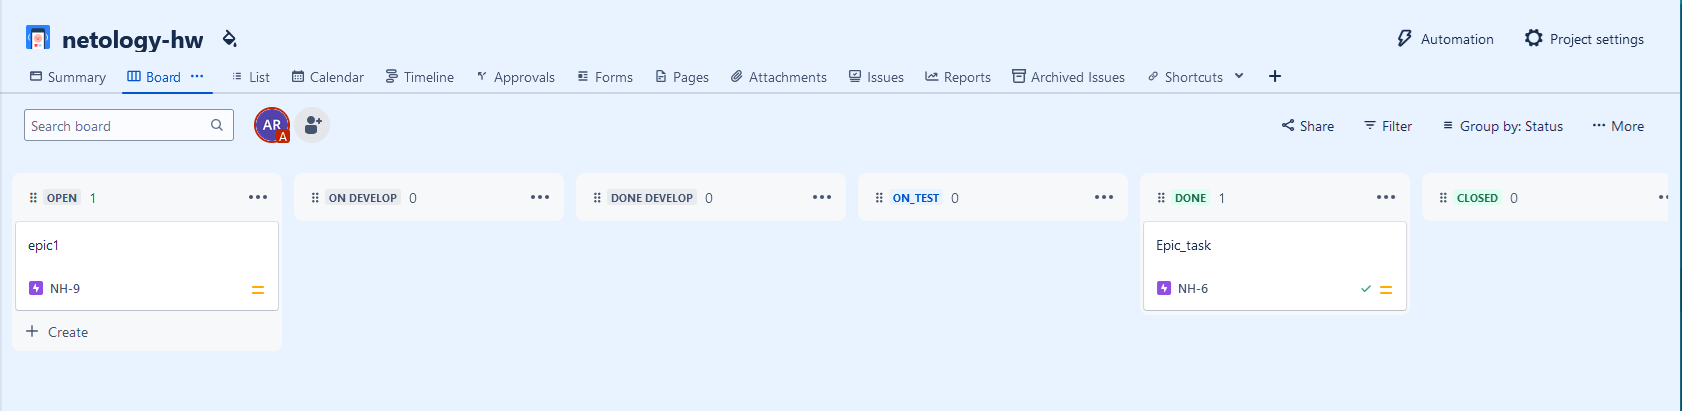 netology-hw
Automation
Project settings
Summary
Board
List
Calendar
Timeline
Approvals
Forms
Pages
Attachments
Issues
Reports
Archived Issues
Shortcuts
Search board
AR
A
Share
Filter
Group by: Status
More
OPEN 1
ON DEVELOP 0
DONE DEVELOP 0
ON_TEST 0
DONE 1
CLOSED 0
epic1
NH-9
Create
Epic_task
NH-6